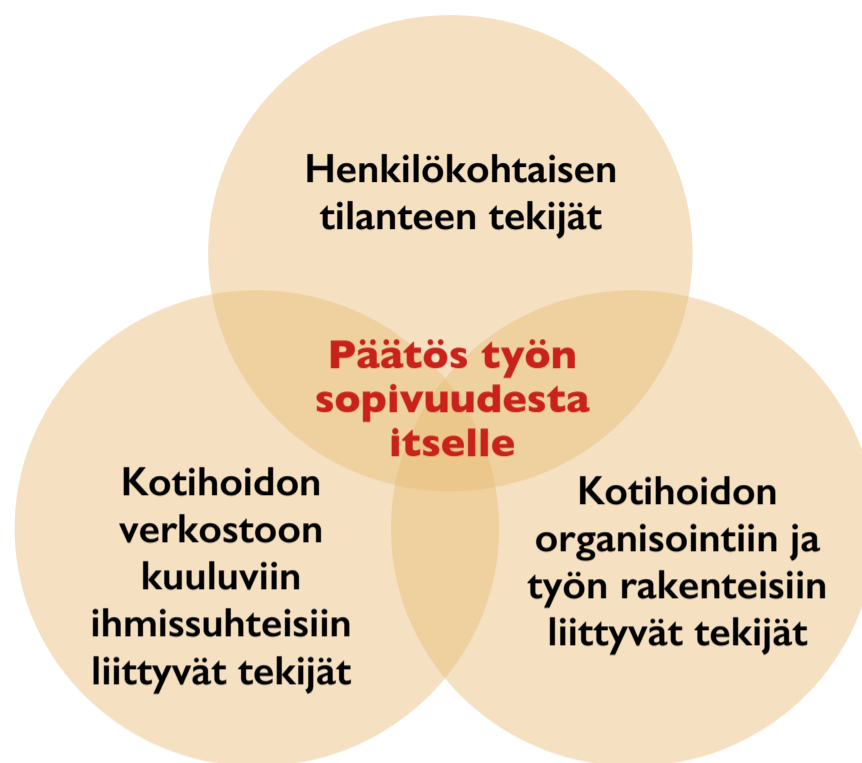 Henkilökohtaisen
tilanteen tekijät
Päätös työn
sopivuudesta
itselle
Kotihoidon
verkostoon
kuuluviin
ihmissuhteisiin
liittyvät tekijät
Kotihoidon
organisointiin ja
työn rakenteisiin
liittyvät tekijät